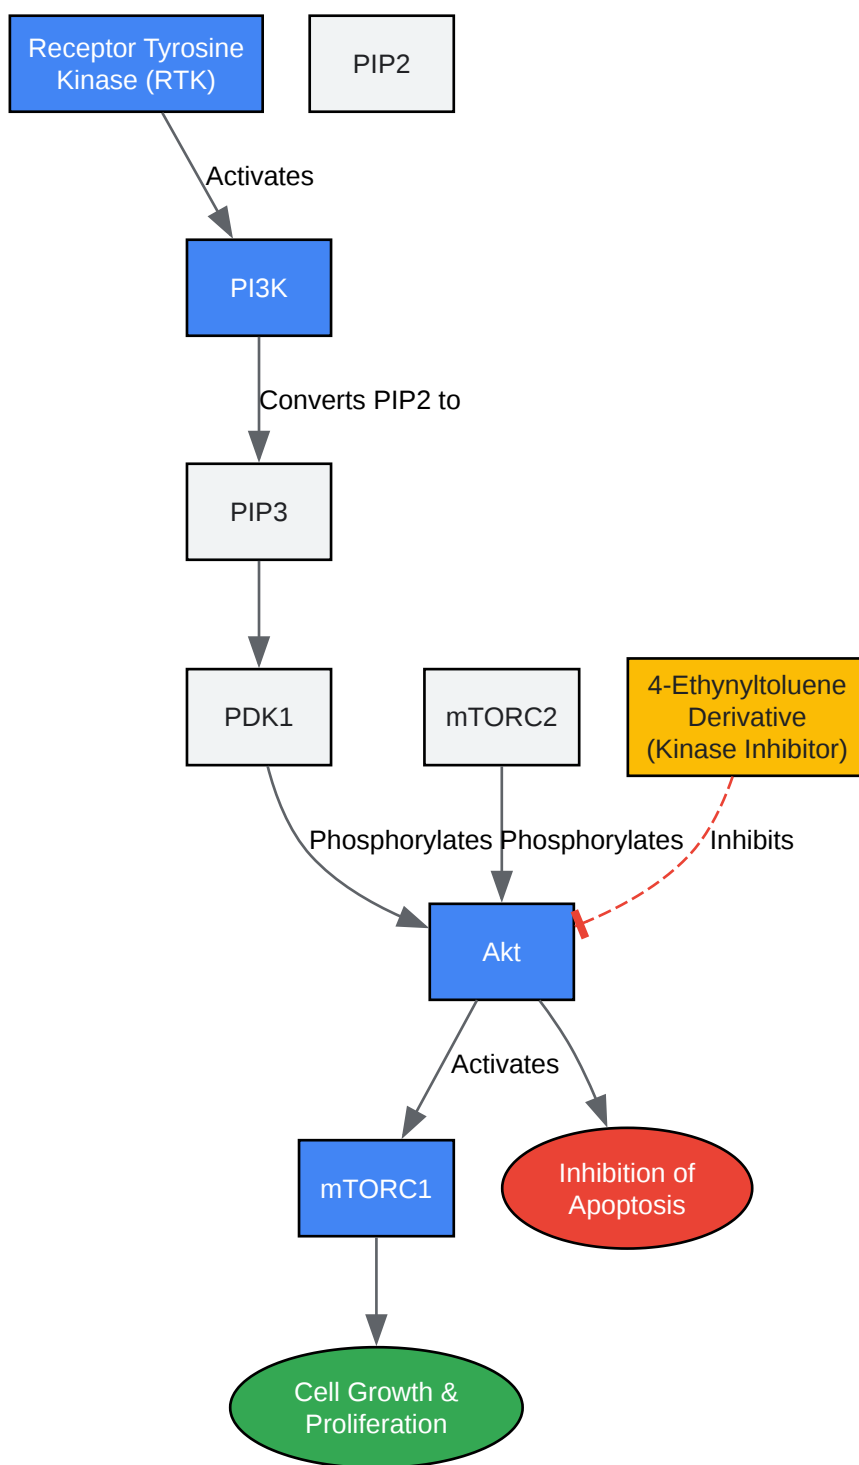 Receptor Tyrosine
Kinase (RTK)
PIP2
Activates
PI3K
Converts PIP2 to
PIP3
PDK1
mTORC2
4-Ethynyltoluene
Derivative
(Kinase Inhibitor)
Phosphorylates
Phosphorylates
Inhibits
Akt
Activates
mTORC1
Inhibition of
Apoptosis
Cell Growth &
Proliferation